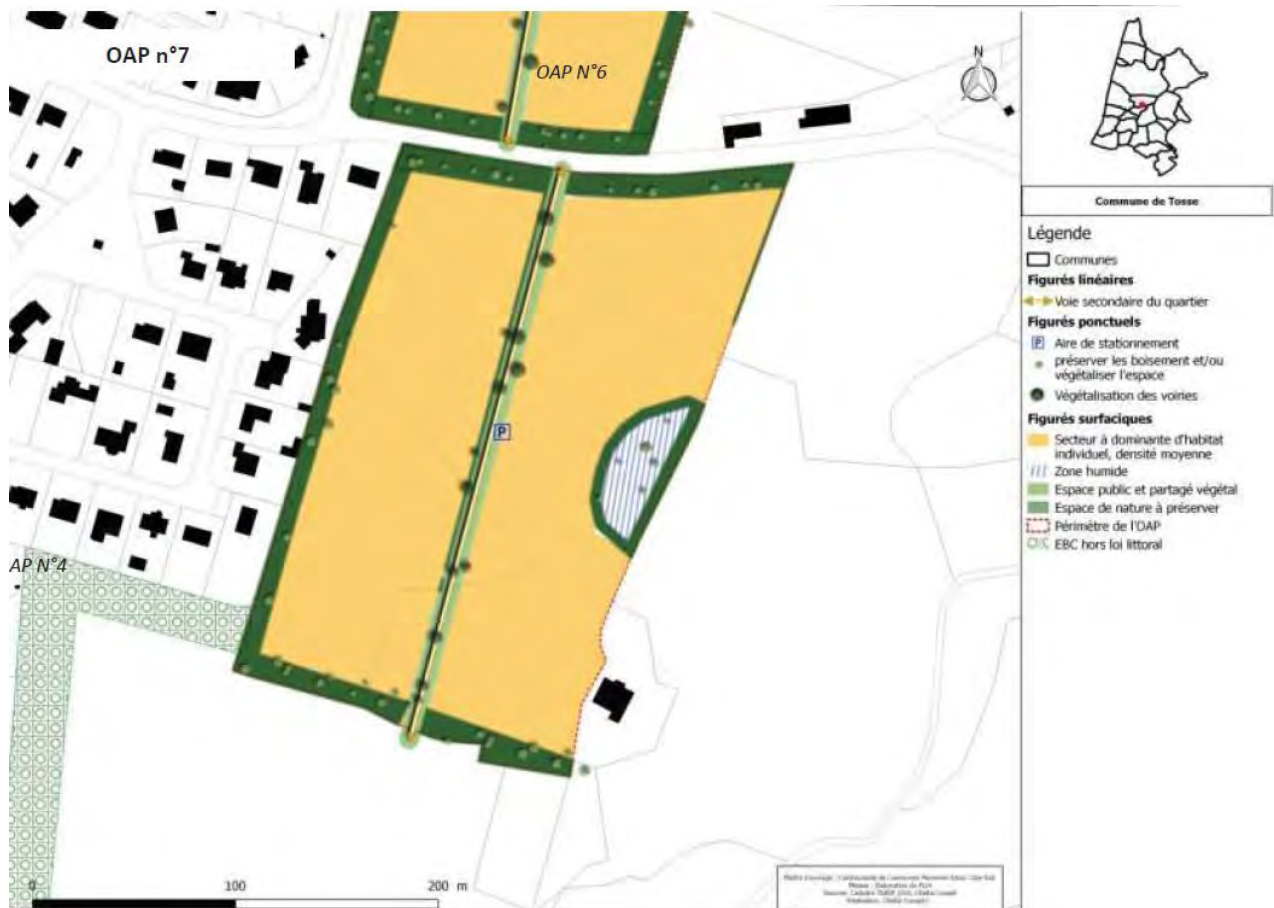 OAP n°7
OAP N°6
N
P
AP N°4
0 100 200 m
Commune de Tosse
Légende
Communes
Figurés linéaires
Voie secondaire du quartier
Figurés ponctuels
P Aire de stationnement
préserver les boisement et/ou
végétaliser l'espace
Végétalisation des voiries
Figurés surfaciques
Secteur à dominante d'habitat
individuel, densité moyenne
Zone humide
Espace public et partagé végétal
Espace de nature à préserver
Périmètre de l'OAP
EBC hors loi littoral